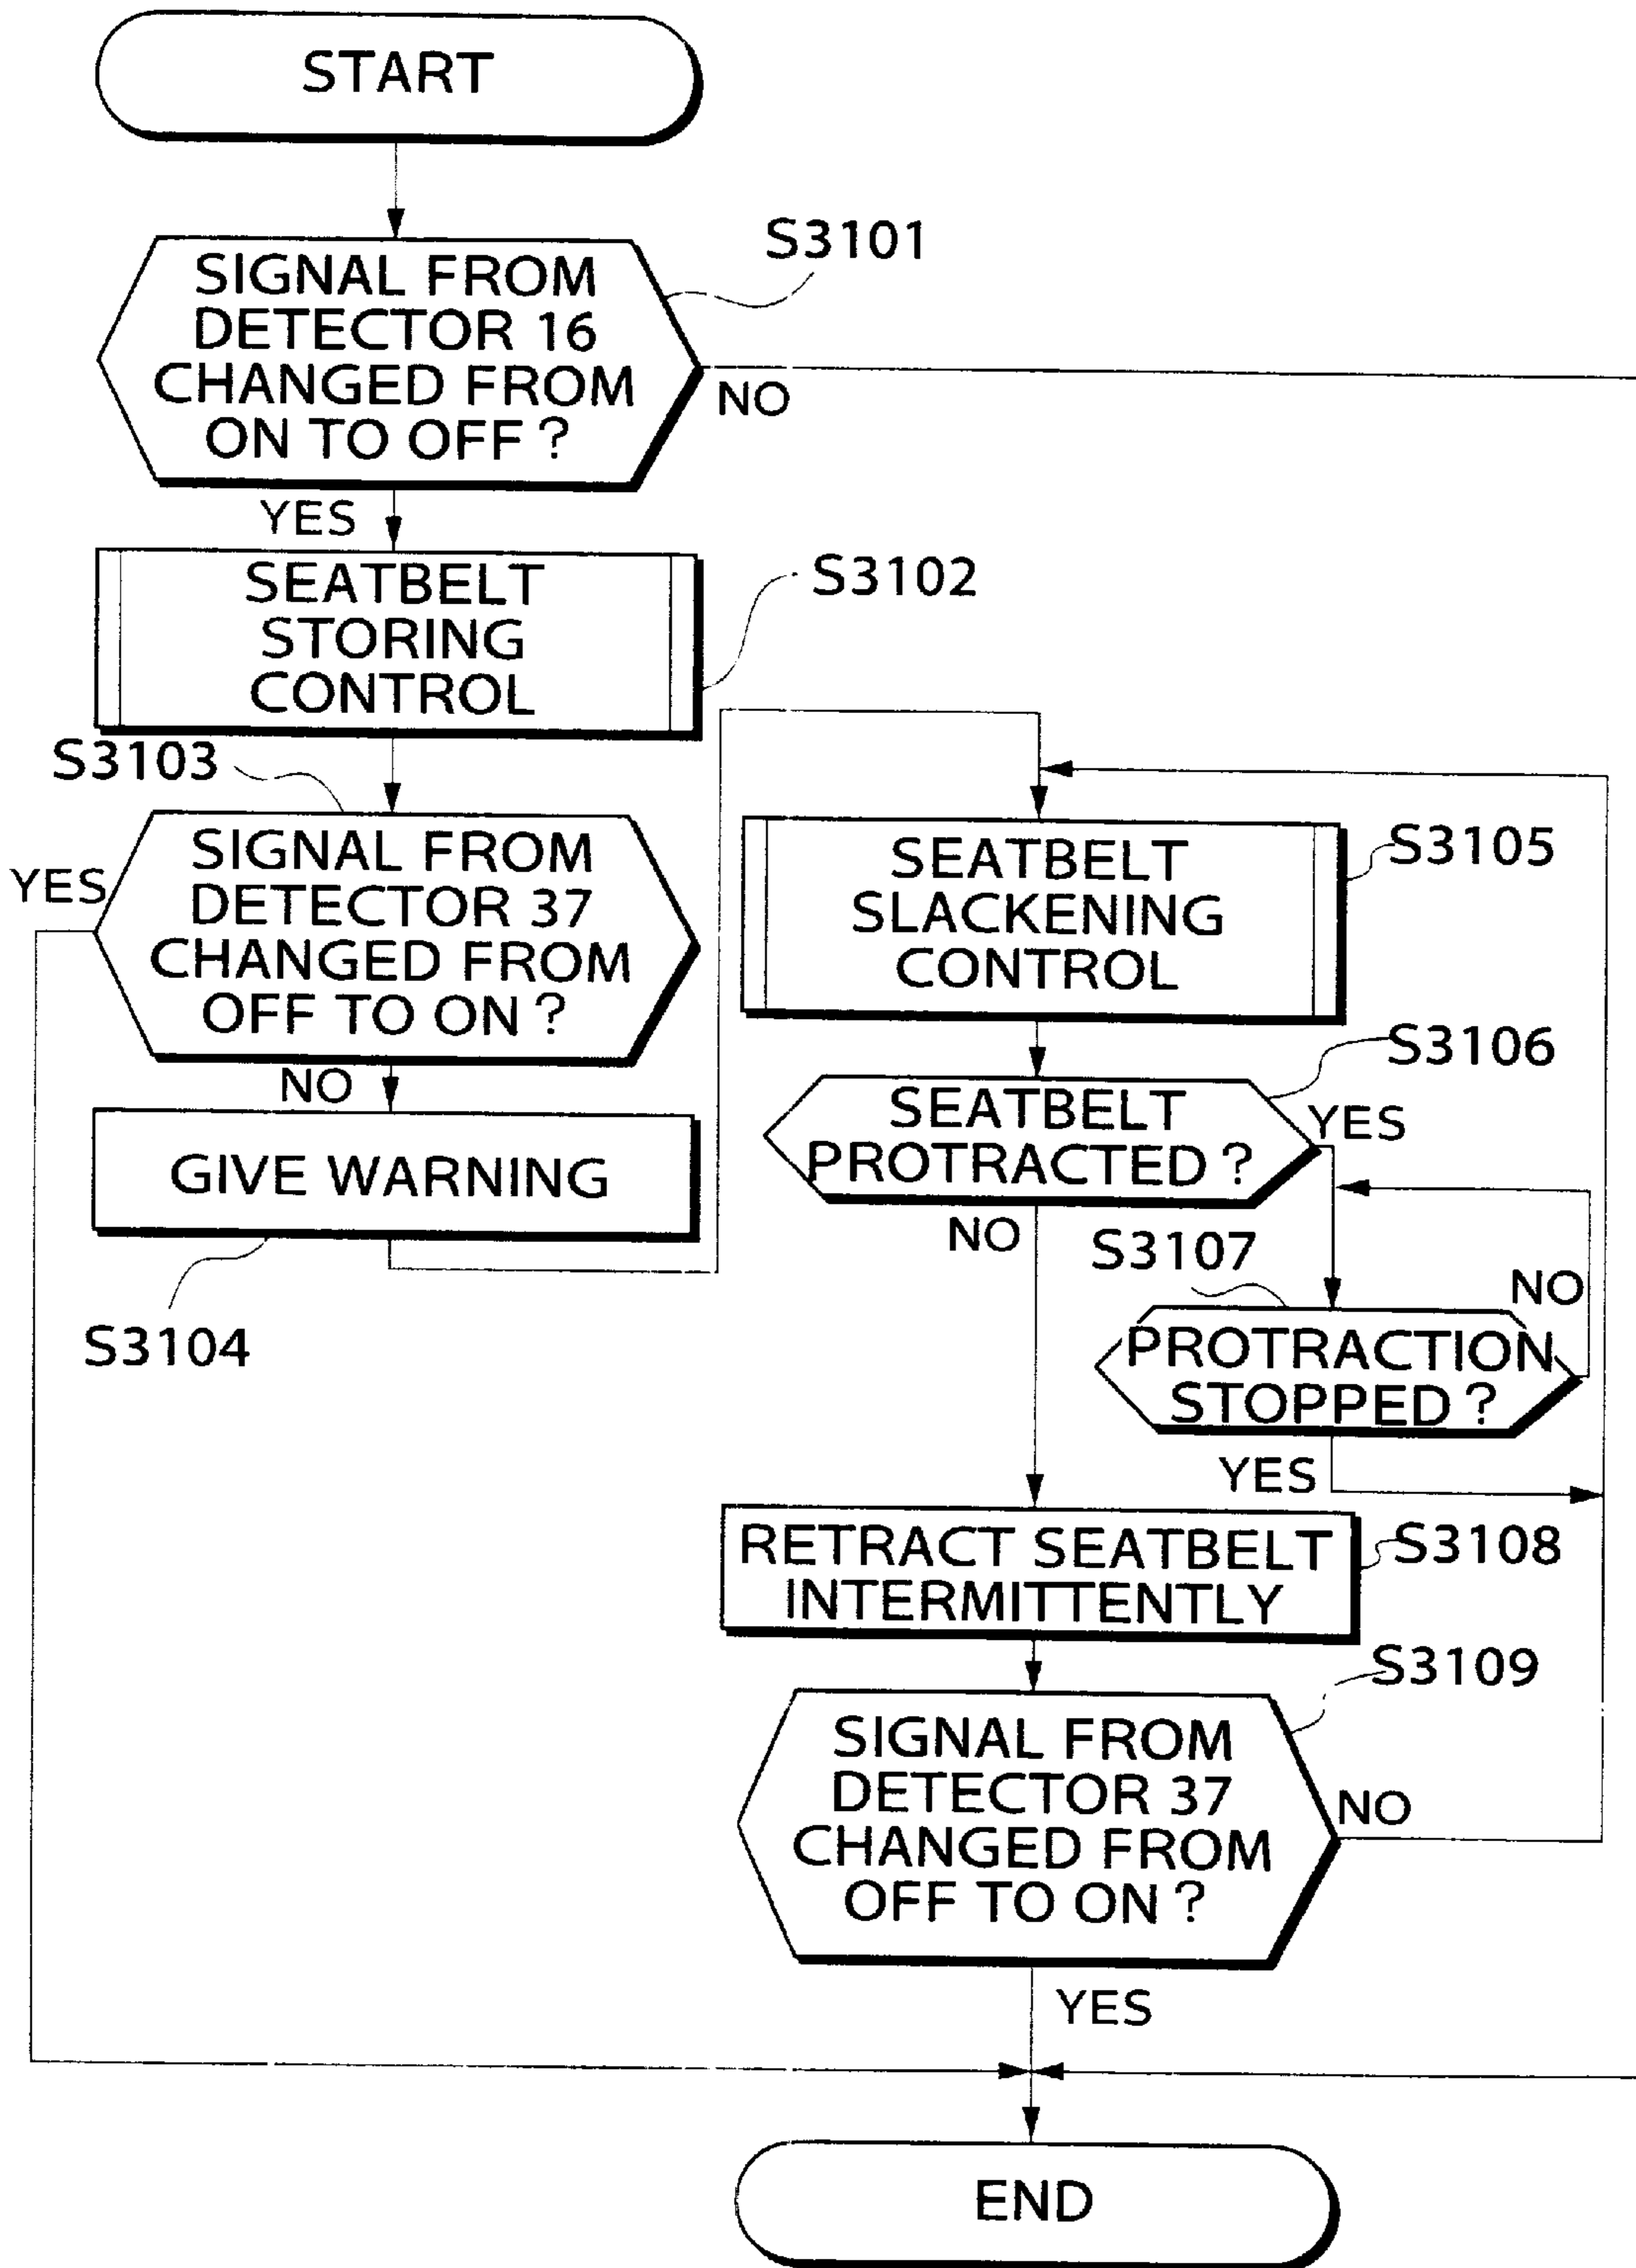 START
S3101
SIGNAL FROM
DETECTOR 16
CHANGED FROM
ON TO OFF ?
NO
YES
SEATBELT
STORING
CONTROL
S3102
S3103
SIGNAL FROM
DETECTOR 37
CHANGED FROM
OFF TO ON ?
YES
NO
GIVE WARNING
S3104
SEATBELT
SLACKENING
CONTROL
S3105
S3106
SEATBELT
PROTRACTED ?
YES
NO
S3107
NO
PROTRACTION
STOPPED ?
YES
RETRACT SEATBELT
INTERMITTENTLY
S3108
S3109
SIGNAL FROM
DETECTOR 37
CHANGED FROM
OFF TO ON ?
NO
YES
END